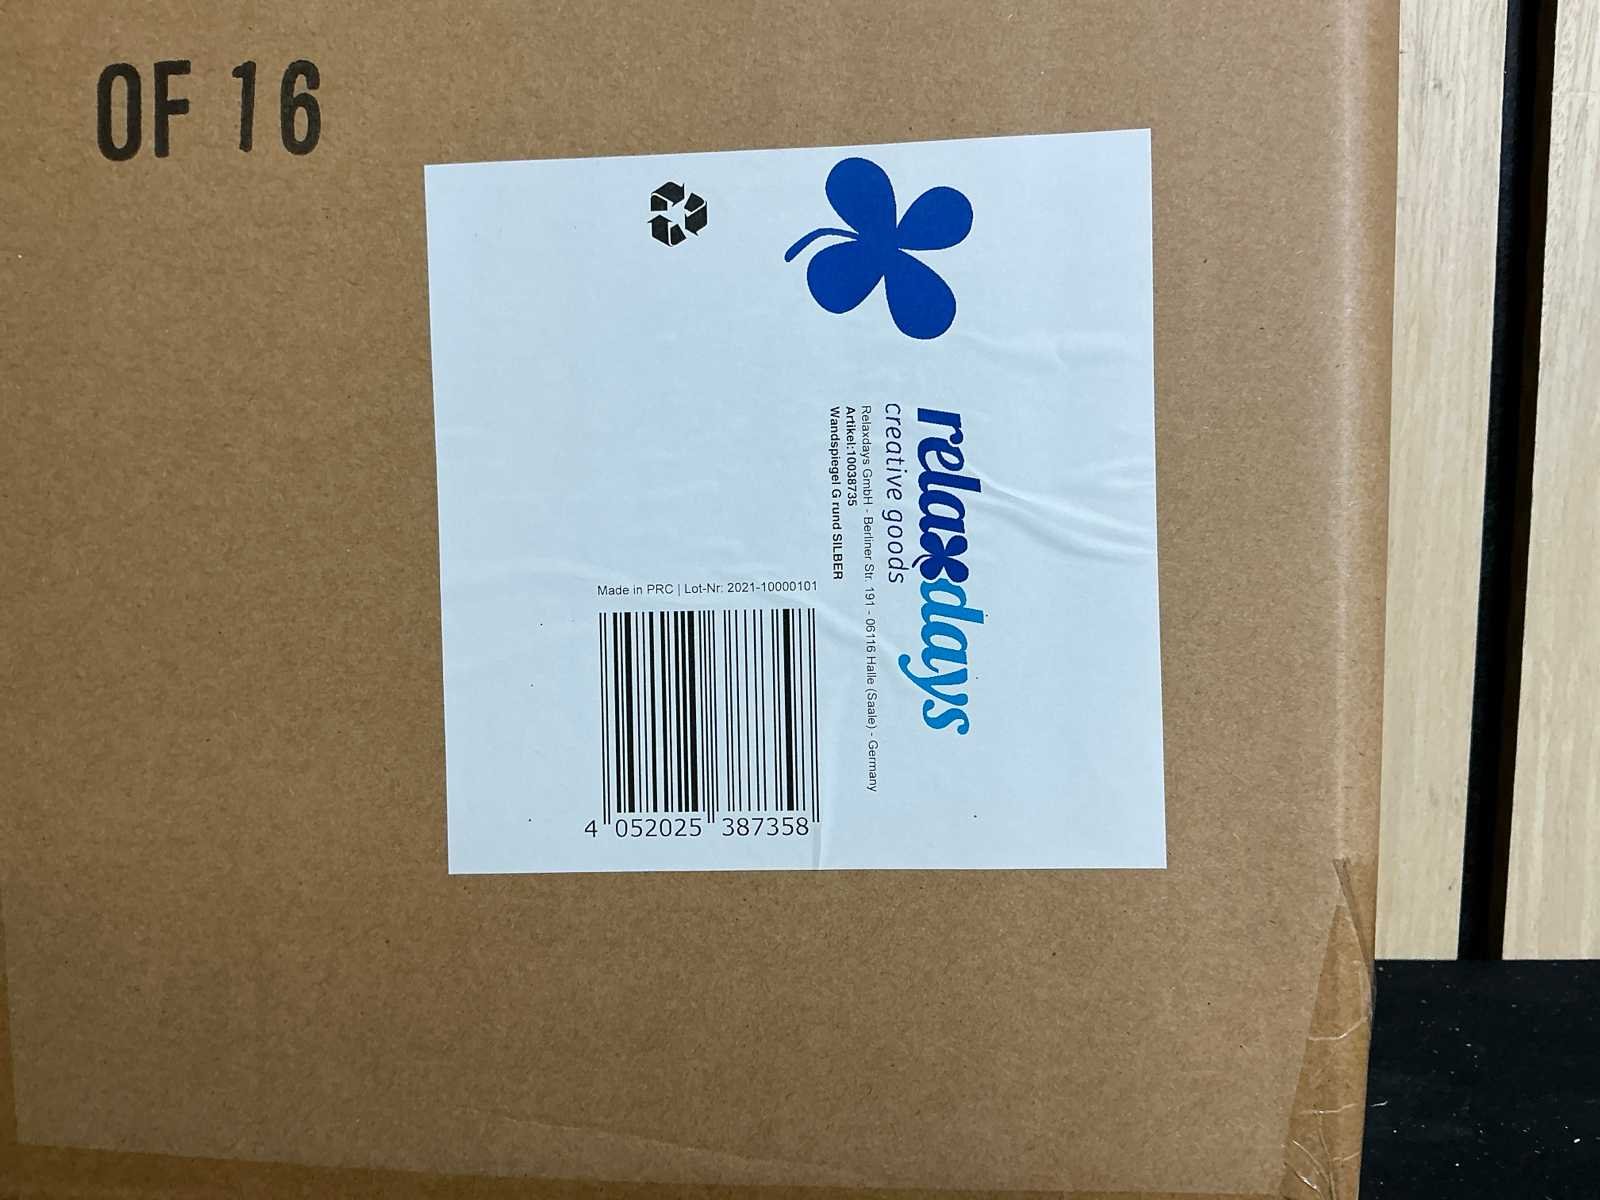 OF 16
relaxdays
creative goods
Relaxdays GmbH - Berliner Str. 191 - 06116 Halle (Saale) - Germany
Artikel:10038735
Wandspiegel G rund SILBER
Made in PRC | Lot-Nr: 2021-10000101
4 052025 387358